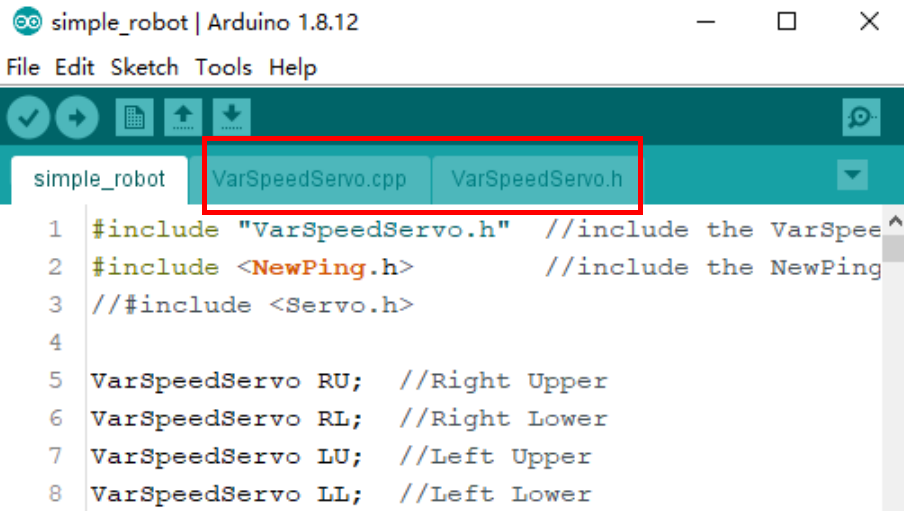 simple_robot | Arduino 1.8.12
File Edit Sketch Tools Help
simple_robot VarSpeedServo.cpp VarSpeedServo.h
1 #include "VarSpeedServo.h" //include the VarSpee
2 #include <NewPing.h> //include the NewPing
3 //#include <Servo.h>
4
5 VarSpeedServo RU; //Right Upper
6 VarSpeedServo RL; //Right Lower
7 VarSpeedServo LU; //Left Upper
8 VarSpeedServo LL; //Left Lower